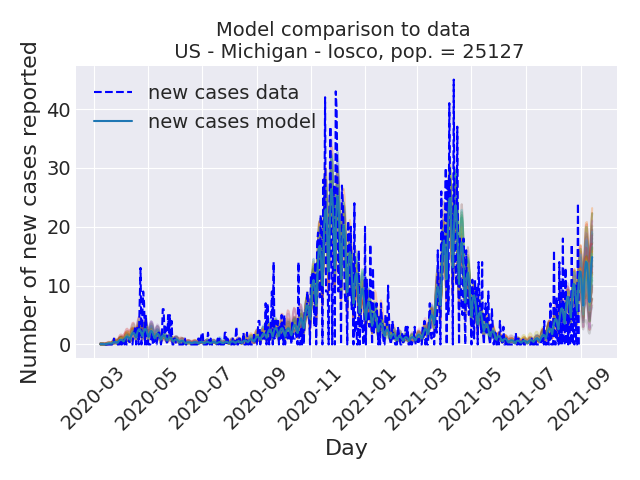 Model comparison to data
US - Michigan - Iosco, pop. = 25127
new cases data
new cases model
Number of new cases reported
40
30
20
10
0
2020-03
2020-05
2020-07
2020-09
2020-11
2021-01
2021-03
2021-05
2021-07
2021-09
Day